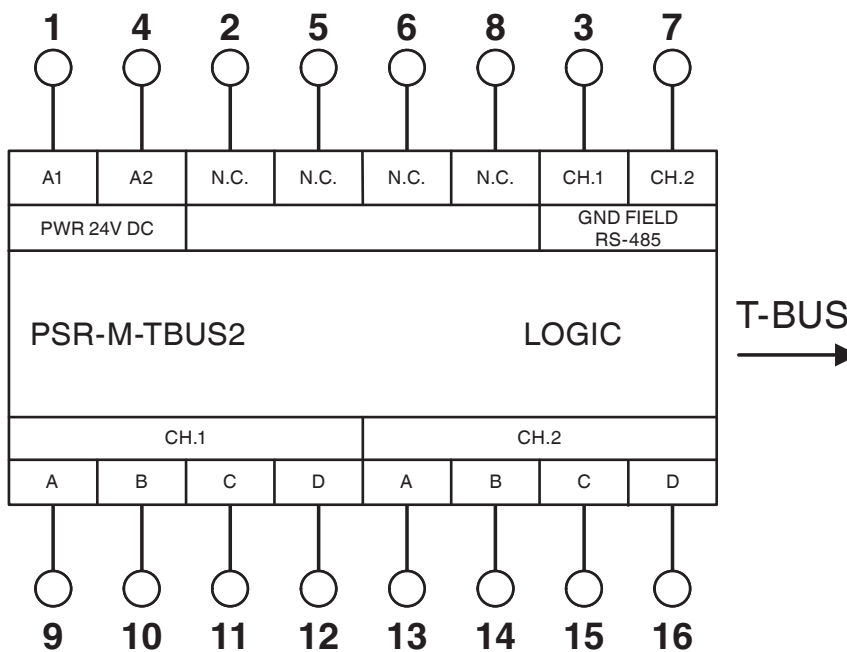 1 4 2 5 6 8 3 7
A1 A2 N.C. N.C. N.C. N.C. CH.1 CH.2
PWR 24V DC GND FIELD
RS-485
PSR-M-TBUS2 LOGIC T-BUS
CH.1 CH.2
A B C D A B C D
9 10 11 12 13 14 15 16